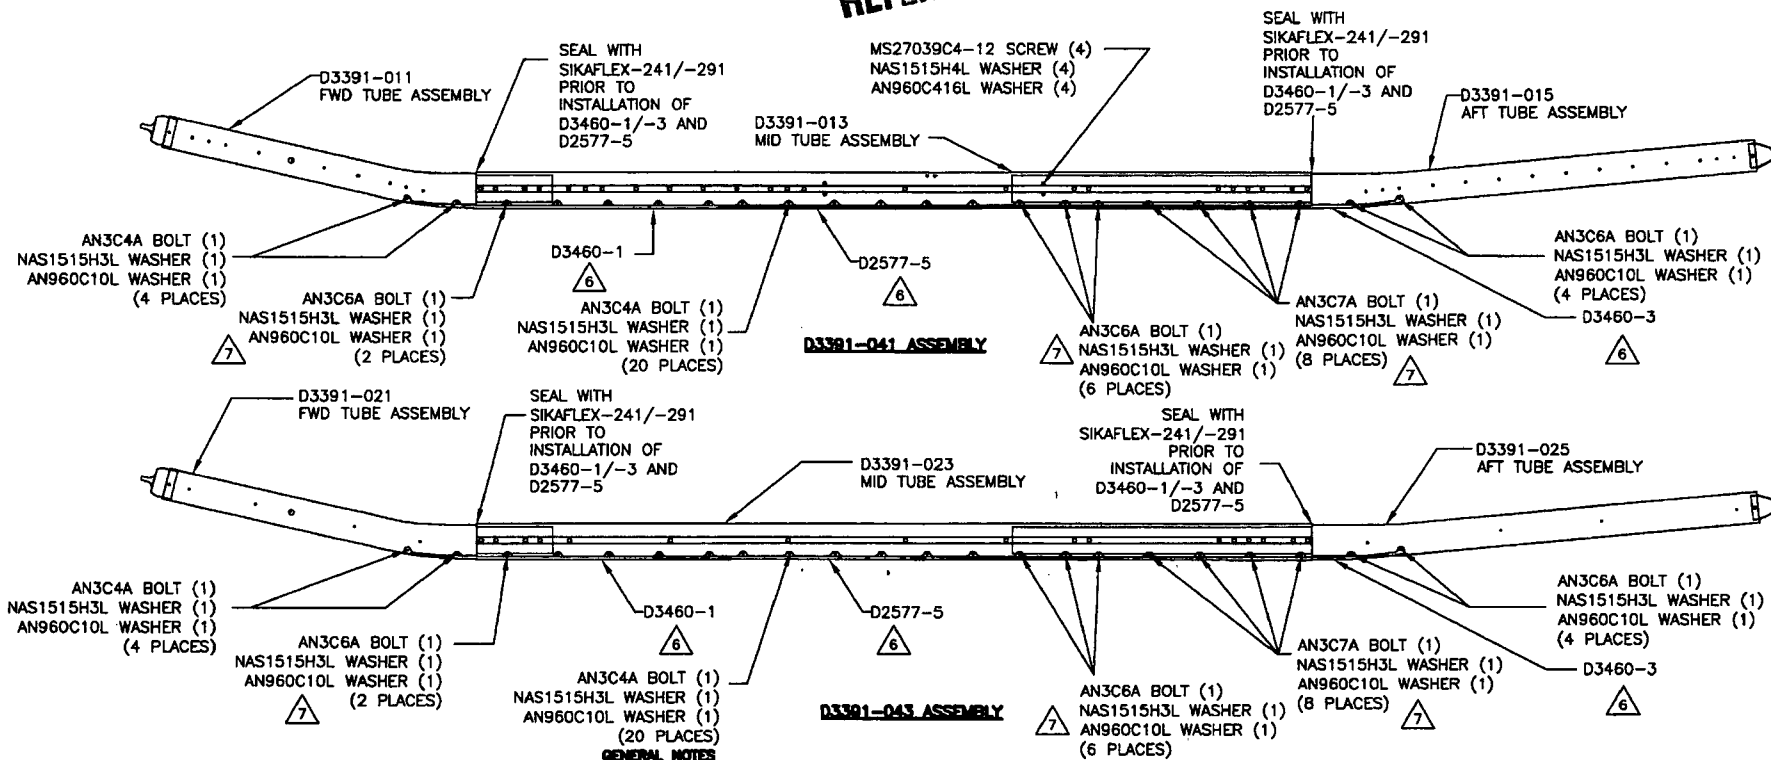 SEAL WITH
SIKAFLEX-241/-291
PRIOR TO
INSTALLATION OF
D3460-1/-3 AND
D2577-5
MS27039C4-12 SCREW (4)
NAS1515H4L WASHER (4)
AN960C416L WASHER (4)
SEAL WITH
SIKAFLEX-241/-291
PRIOR TO
INSTALLATION OF
D3460-1/-3 AND
D2577-5
D3391-011
FWD TUBE ASSEMBLY
D3391-013
MID TUBE ASSEMBLY
D3391-015
AFT TUBE ASSEMBLY
AN3C4A BOLT (1)
NAS1515H3L WASHER (1)
AN960C10L WASHER (1)
(4 PLACES)
AN3C6A BOLT (1)
NAS1515H3L WASHER (1)
AN960C10L WASHER (1)
(2 PLACES)
7
D3460-1
6
AN3C4A BOLT (1)
NAS1515H3L WASHER (1)
AN960C10L WASHER (1)
(20 PLACES)
D2577-5
6
D3391-041 ASSEMBLY
7
AN3C6A BOLT (1)
NAS1515H3L WASHER (1)
AN960C10L WASHER (1)
(6 PLACES)
AN3C7A BOLT (1)
NAS1515H3L WASHER (1)
AN960C10L WASHER (1)
(8 PLACES)
7
AN3C6A BOLT (1)
NAS1515H3L WASHER (1)
AN960C10L WASHER (1)
(4 PLACES)
D3460-3
6
D3391-021
FWD TUBE ASSEMBLY
SEAL WITH
SIKAFLEX-241/-291
PRIOR TO
INSTALLATION OF
D3460-1/-3 AND
D2577-5
D3391-023
MID TUBE ASSEMBLY
SEAL WITH
SIKAFLEX-241/-291
PRIOR TO
INSTALLATION OF
D3460-1/-3 AND
D2577-5
D3391-025
AFT TUBE ASSEMBLY
AN3C4A BOLT (1)
NAS1515H3L WASHER (1)
AN960C10L WASHER (1)
(4 PLACES)
AN3C6A BOLT (1)
NAS1515H3L WASHER (1)
AN960C10L WASHER (1)
(2 PLACES)
7
D3460-1
6
AN3C4A BOLT (1)
NAS1515H3L WASHER (1)
AN960C10L WASHER (1)
(20 PLACES)
D2577-5
6
D3391-043 ASSEMBLY
7
AN3C6A BOLT (1)
NAS1515H3L WASHER (1)
AN960C10L WASHER (1)
(6 PLACES)
AN3C7A BOLT (1)
NAS1515H3L WASHER (1)
AN960C10L WASHER (1)
(8 PLACES)
7
AN3C6A BOLT (1)
NAS1515H3L WASHER (1)
AN960C10L WASHER (1)
(4 PLACES)
D3460-3
6
GENERAL NOTES